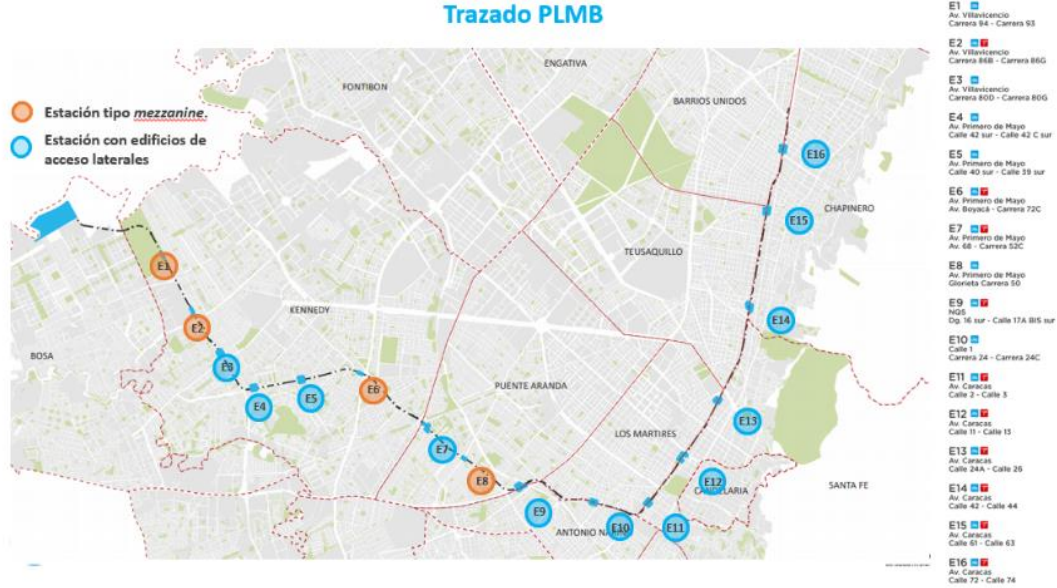 Trazado PLMB
Estación tipo mezzanine.
Estación con edificios de
acceso laterales
FONTIBON
ENGATIVA
BARRIOS UNIDOS
CHAPINERO
TEUSAQUILLO
KENNEDY
BOSA
PUENTE ARANDA
LOS MARTIRES
CANDELARIA
SANTA FE
ANTONIO NA
E1
E2
E3
E4
E5
E6
E7
E8
E9
E10
E11
E12
E13
E14
E15
E16
E1
Av. Villavicencio
Carrera 94 - Carrera 93
E2
Av. Villavicencio
Carrera 86B - Carrera 86G
E3
Av. Villavicencio
Carrera 80D - Carrera 80G
E4
Av. Primero de Mayo
Calle 42 sur - Calle 42 C sur
E5
Av. Primero de Mayo
Calle 40 sur - Calle 39 sur
E6
Av. Primero de Mayo
Av. Boyacá - Carrera 72C
E7
Av. Primero de Mayo
Av. 68 - Carrera 52C
E8
Av. Primero de Mayo
Glorieta Carrera 50
E9
NQS
Dg. 16 sur - Calle 17A BIS sur
E10
Calle 1
Carrera 24 - Carrera 24C
E11
Av. Caracas
Calle 2 - Calle 3
E12
Av. Caracas
Calle 11 - Calle 13
E13
Av. Caracas
Calle 24A - Calle 26
E14
Av. Caracas
Calle 42 - Calle 44
E15
Av. Caracas
Calle 61 - Calle 63
E16
Av. Caracas
Calle 72 - Calle 74